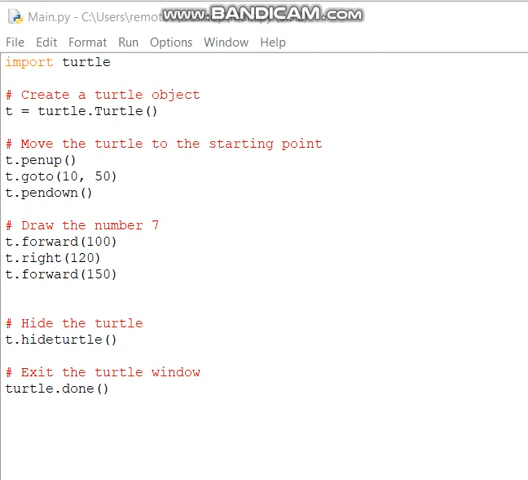 Main.py - C:\Users\remot
www.BANDICAM.com
File Edit Format Run Options Window Help
import turtle
# Create a turtle object
t = turtle.Turtle()
# Move the turtle to the starting point
t.penup()
t.goto(10, 50)
t.pendown()
# Draw the number 7
t.forward(100)
t.right(120)
t.forward(150)
# Hide the turtle
t.hideturtle()
# Exit the turtle window
turtle.done()